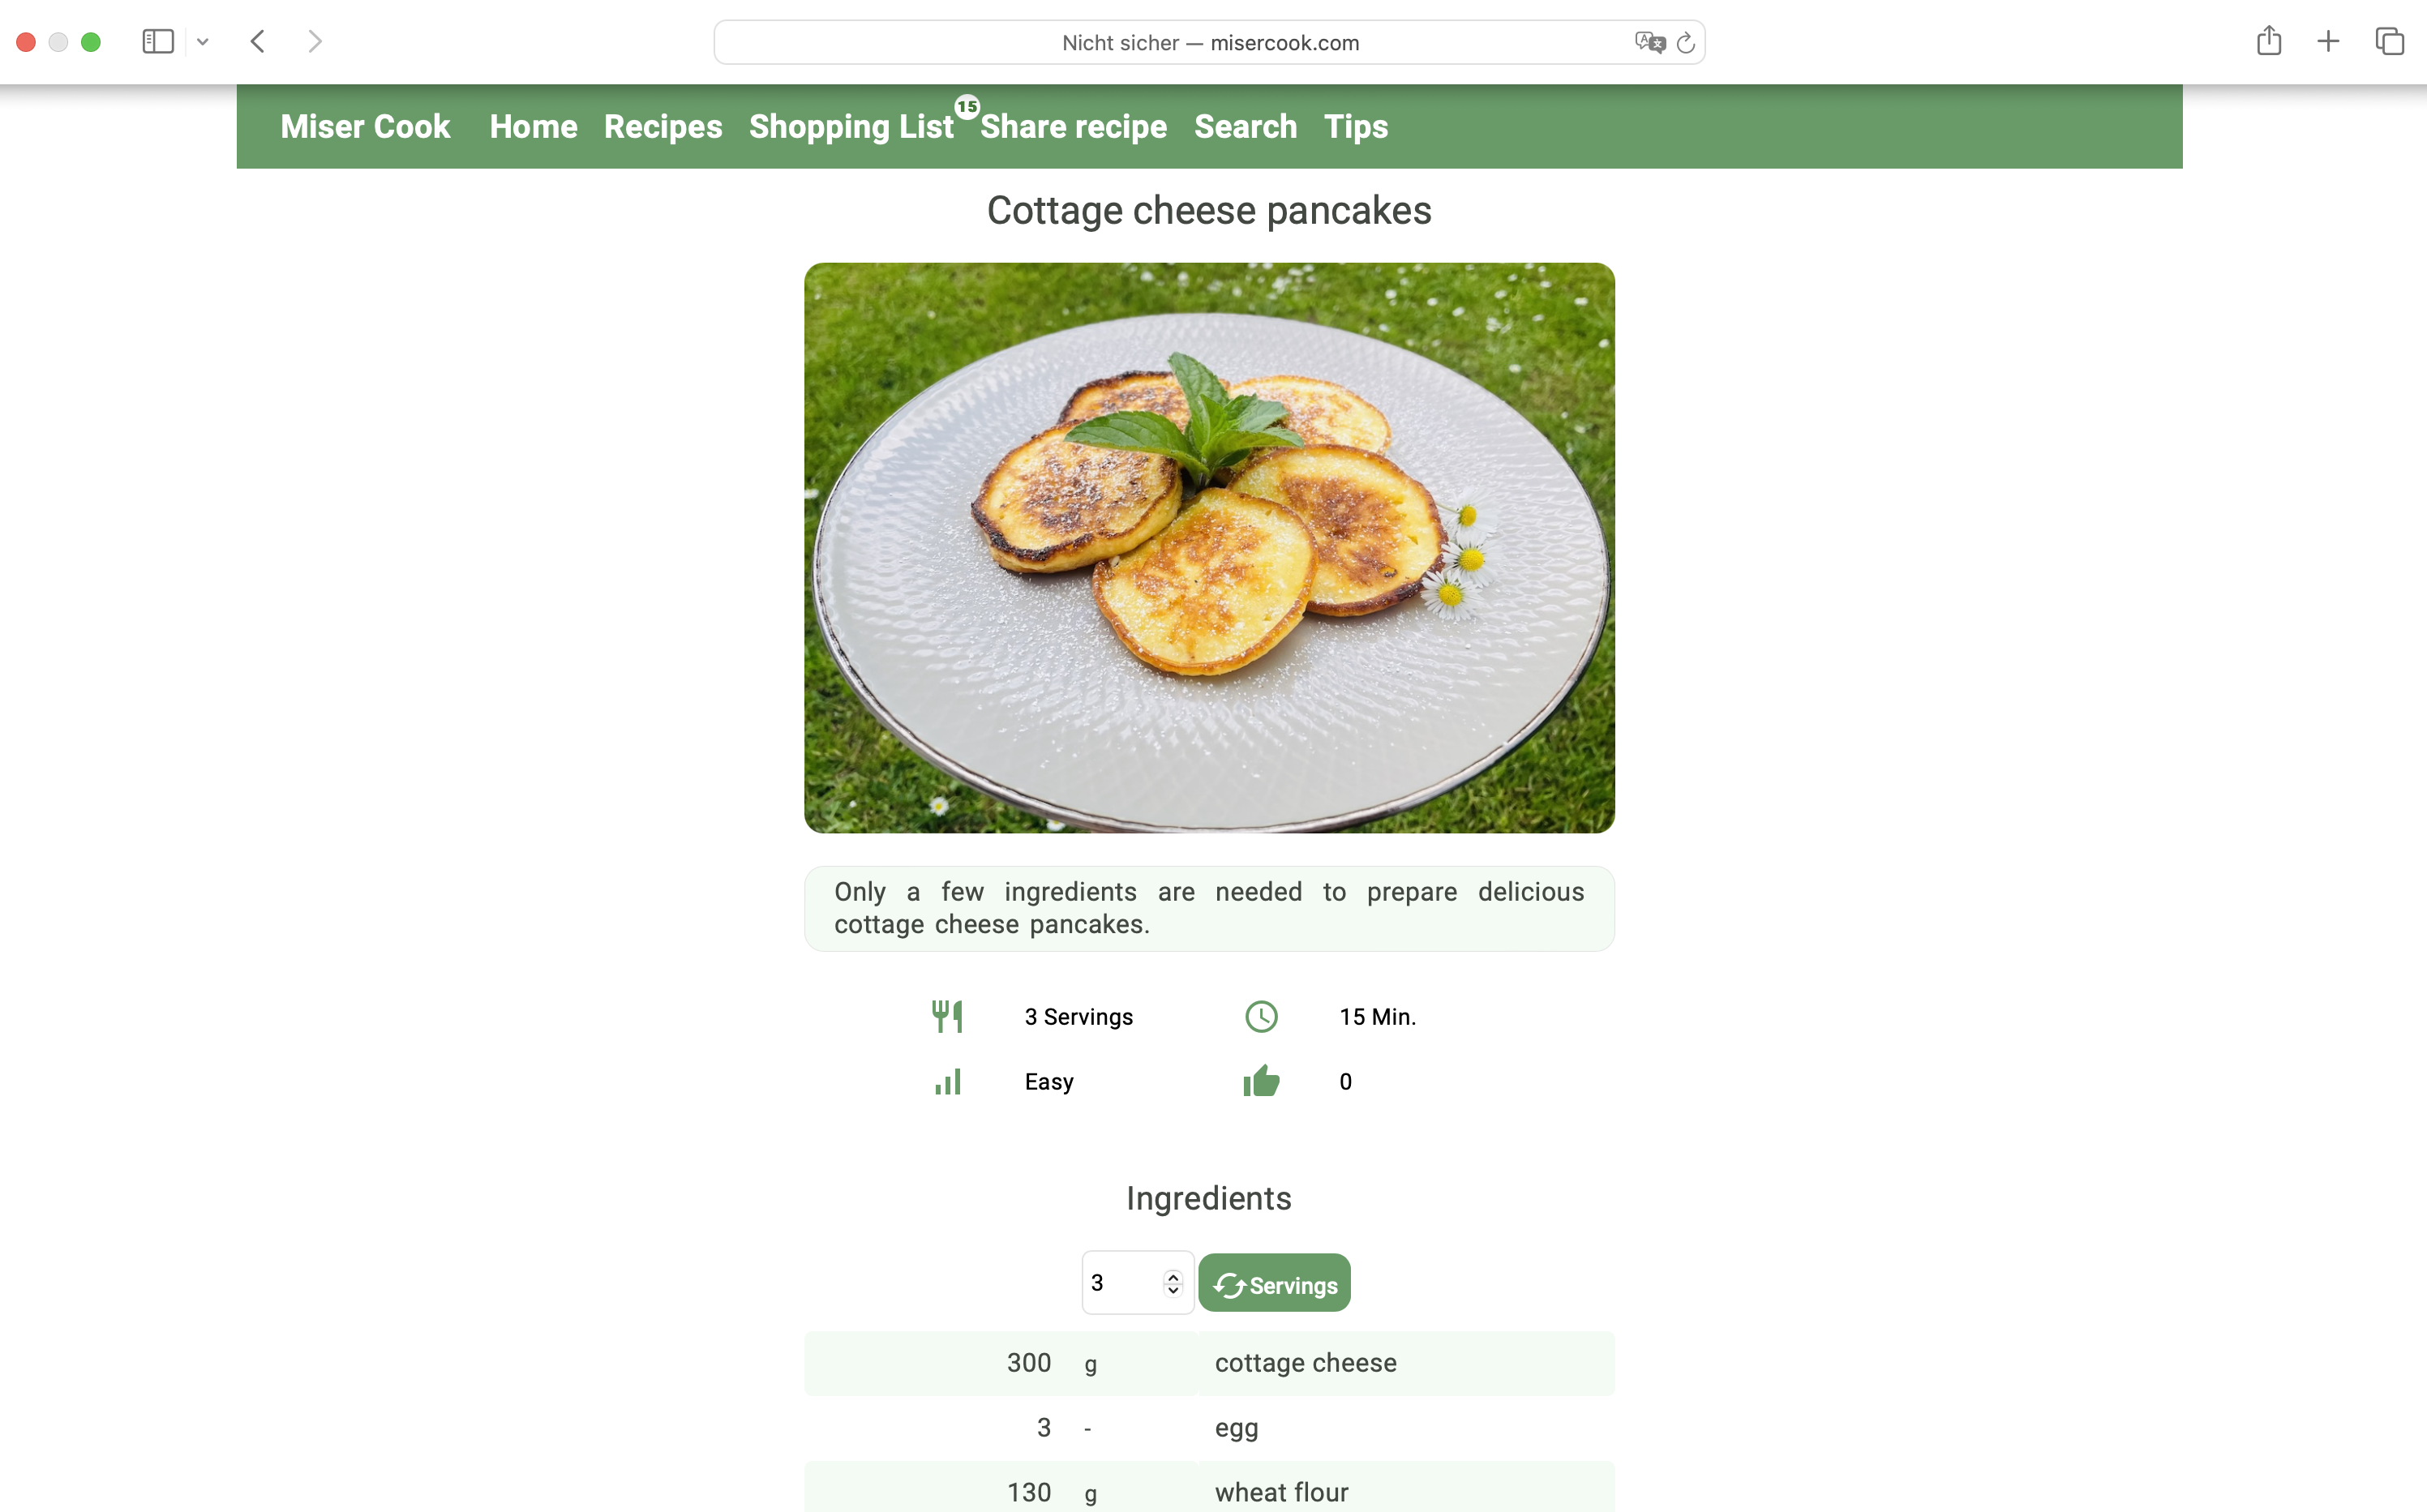 Nicht sicher — misercook.com
Miser Cook Home Recipes Shopping List 15 Share recipe Search Tips
Cottage cheese pancakes
Only a few ingredients are needed to prepare delicious
cottage cheese pancakes.
3 Servings 15 Min.
Easy 0
Ingredients
3 Servings
300 g cottage cheese
3 - egg
130 g wheat flour